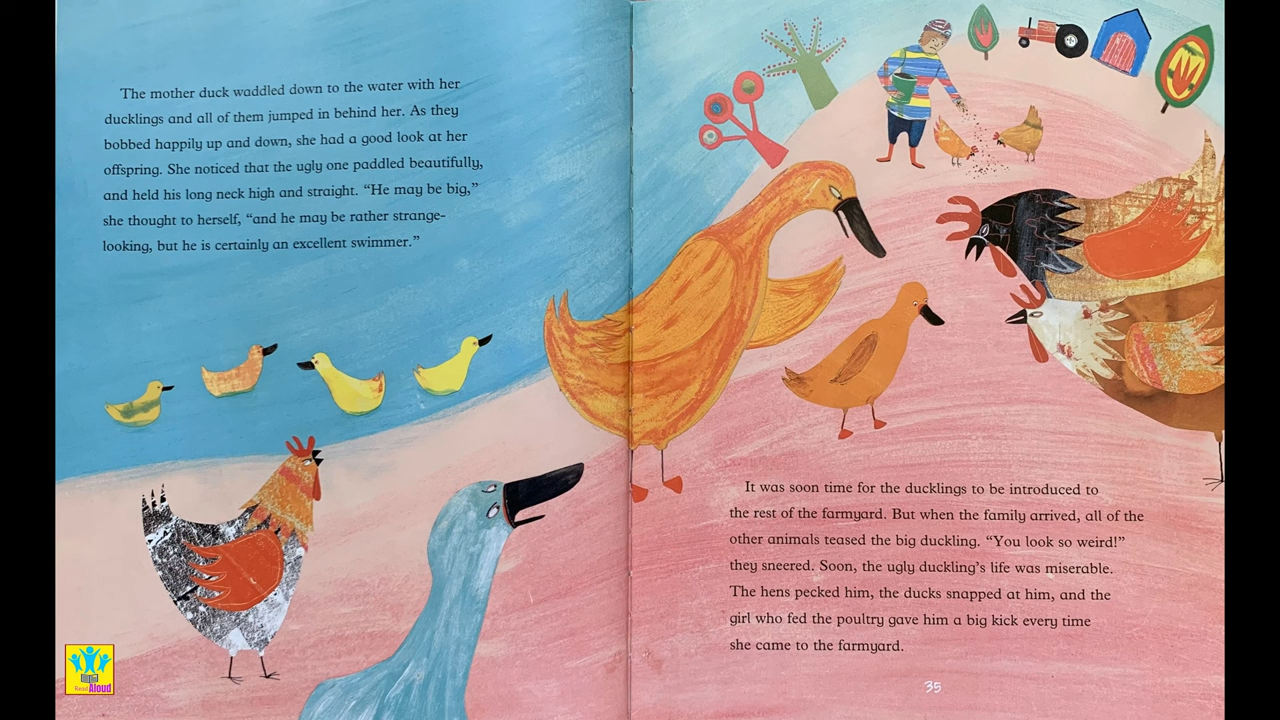 The mother duck waddled down to the water with her
ducklings and all of them jumped in behind her. As they
bobbed happily up and down, she had a good look at her
offspring. She noticed that the ugly one paddled beautifully,
and held his long neck high and straight. “He may be big,”
she thought to herself, “and he may be rather strange-
looking, but he is certainly an excellent swimmer.”
It was soon time for the ducklings to be introduced to
the rest of the farmyard. But when the family arrived, all of the
other animals teased the big duckling. “You look so weird!”
they sneered. Soon, the ugly duckling’s life was miserable.
The hens pecked him, the ducks snapped at him, and the
girl who fed the poultry gave him a big kick every time
she came to the farmyard.
35
Read Aloud